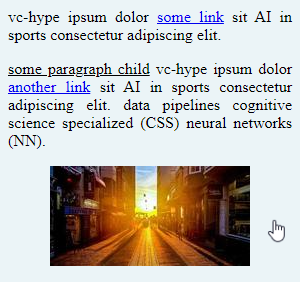 vc-hype ipsum dolor some link sit AI in
sports consectetur adipiscing elit.
some paragraph child vc-hype ipsum dolor
another link sit AI in sports consectetur
adipiscing elit. data pipelines cognitive
science specialized (CSS) neural networks
(NN).